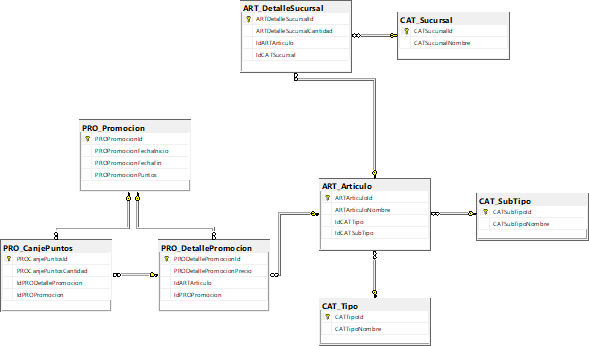 ART_DetalleSucursal
ARTDetalleSucursalId
ARTDetalleSucursalCantidad
IdARTArticulo
IdCATSucursal
CAT_Sucursal
CATSucursalId
CATSucursalNombre
PRO_Promocion
PROPromocionId
PROPromocionFechaInicio
PROPromocionFechaFin
PROPromocionPuntos
ART_Articulo
ARTArticuloId
ARTArticuloNombre
IdCATTipo
IdCATSubTipo
CAT_SubTipo
CATSubTipoId
CATSubTipoNombre
PRO_CanjePuntos
PROCanjePuntosId
PROCanjePuntosCantidad
IdPRODetallePromocion
IdPROPromocion
PRO_DetallePromocion
PRODetallePromocionId
PRODetallePromocionPrecio
IdARTArticulo
IdPROPromocion
CAT_Tipo
CATTipoId
CATTipoNombre